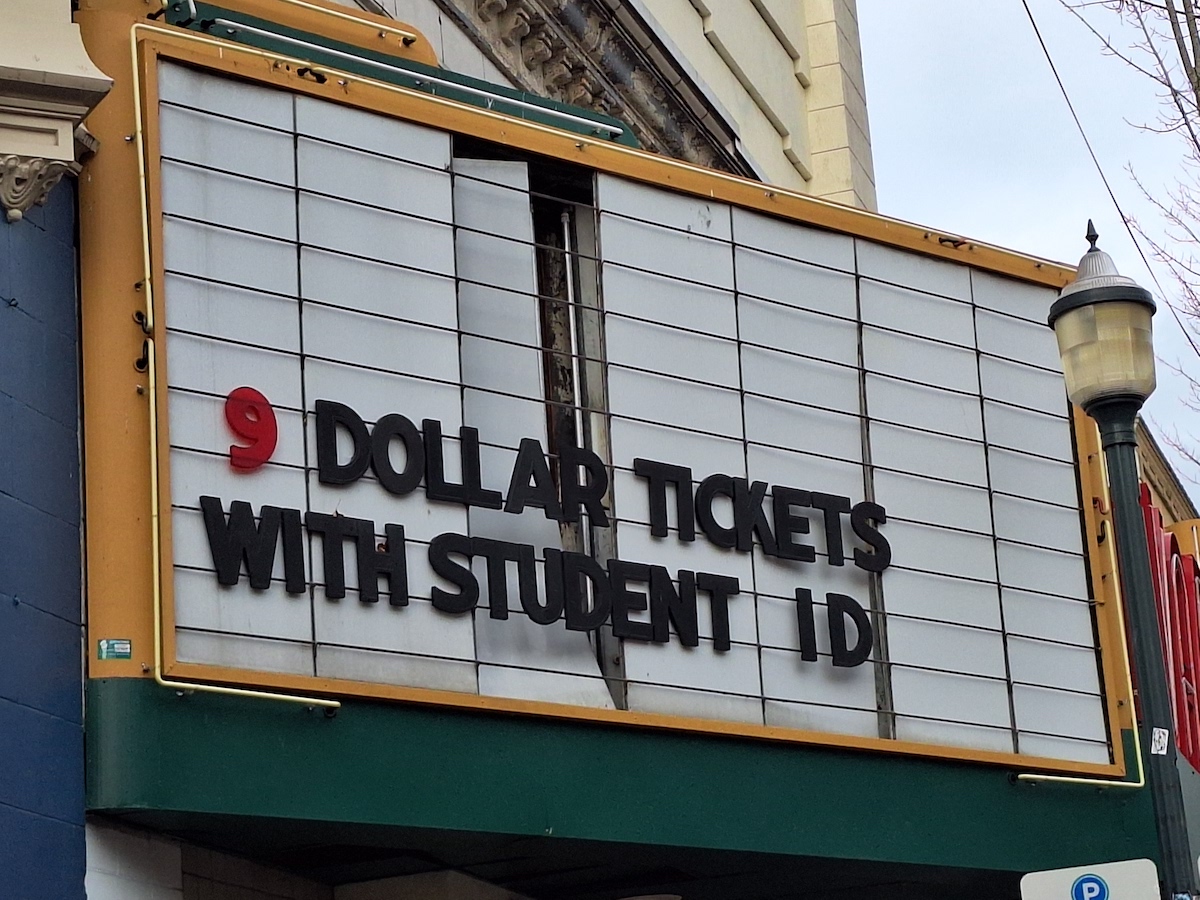 9 DOLLAR TICKETS
WITH STUDENT ID
P